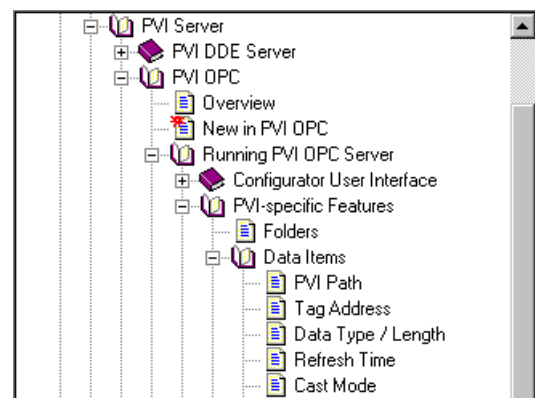 PVI Server
PVI DDE Server
PVI OPC
Overview
New in PVI OPC
Running PVI OPC Server
Configurator User Interface
PVI-specific Features
Folders
Data Items
PVI Path
Tag Address
Data Type / Length
Refresh Time
Cast Mode